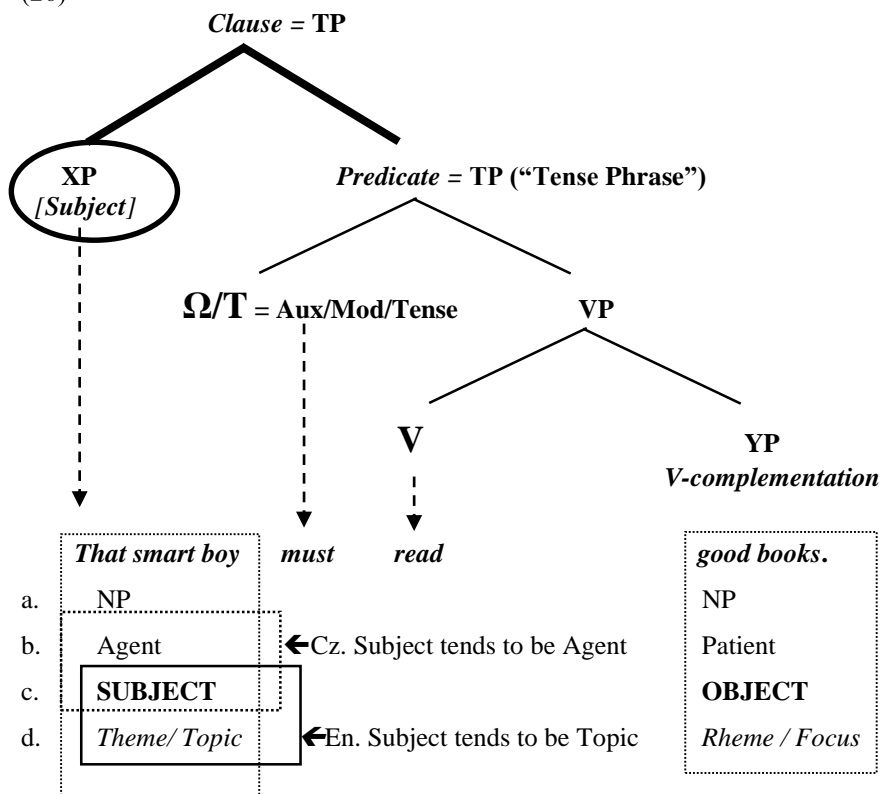 Clause = TP
XP Predicate = TP (“Tense Phrase”)
[Subject]
Ω/T = Aux/Mod/Tense VP
V YP
V-complementation
That smart boy must read good books.
a. NP NP
b. Agent 🡸Cz. Subject tends to be Agent Patient
c. SUBJECT OBJECT
d. Theme/ Topic 🡸En. Subject tends to be Topic Rheme / Focus